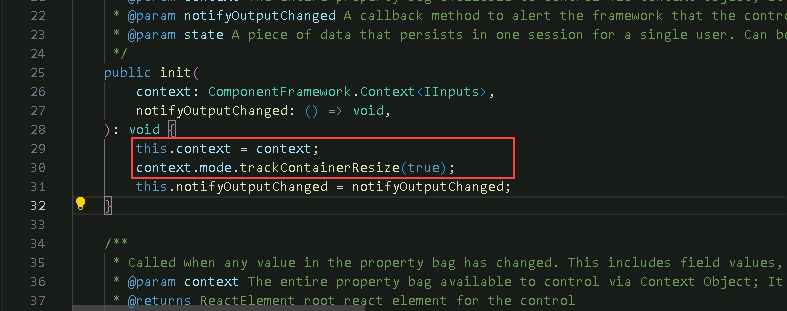 22 * @param notifyOutputChanged A callback method to alert the framework that the contro
23 * @param state A piece of data that persists in one session for a single user. Can be
24 */
25 public init(
26 context: ComponentFramework.Context<IInputs>,
27 notifyOutputChanged: () => void,
28 ): void {
29 this.context = context;
30 context.mode.trackContainerResize(true);
31 this.notifyOutputChanged = notifyOutputChanged;
32 }
33
34 /**
35 * Called when any value in the property bag has changed. This includes field values,
36 * @param context The entire property bag available to control via Context Object; It
37 * @returns ReactElement root react element for the control